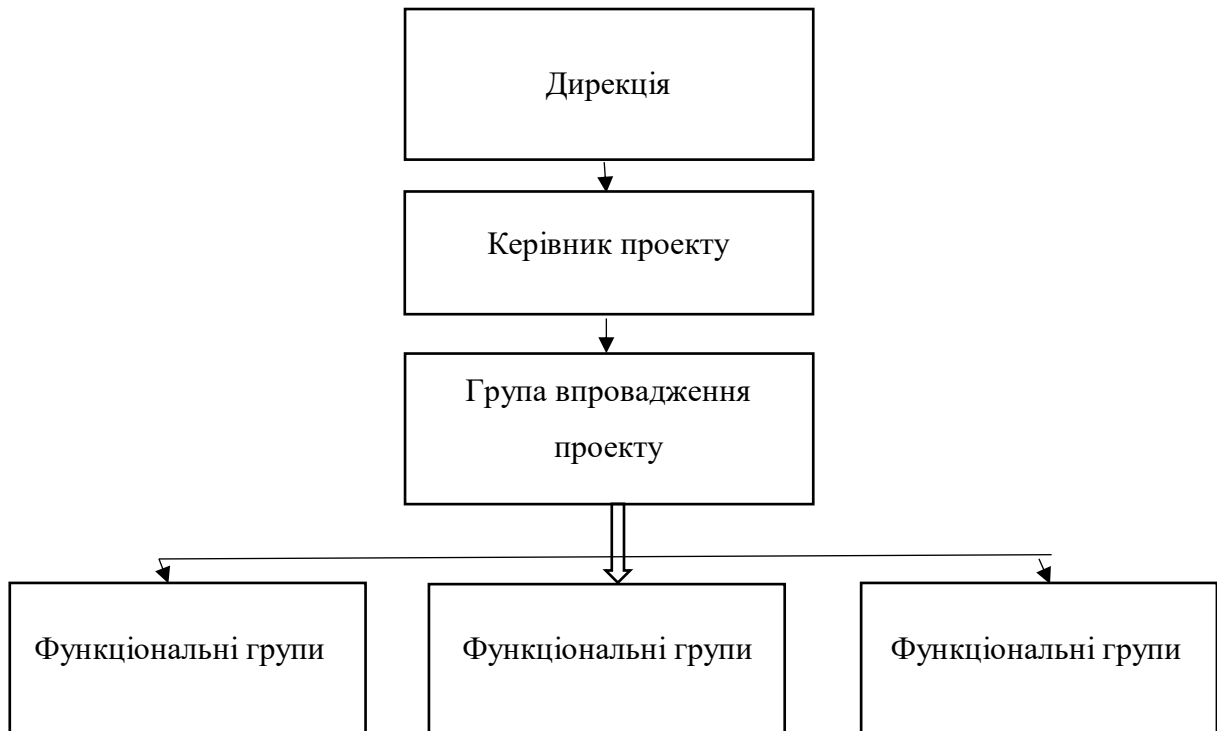 Дирекція
Керівник проекту
Група впровадження
проекту
Функціональні групи
Функціональні групи
Функціональні групи